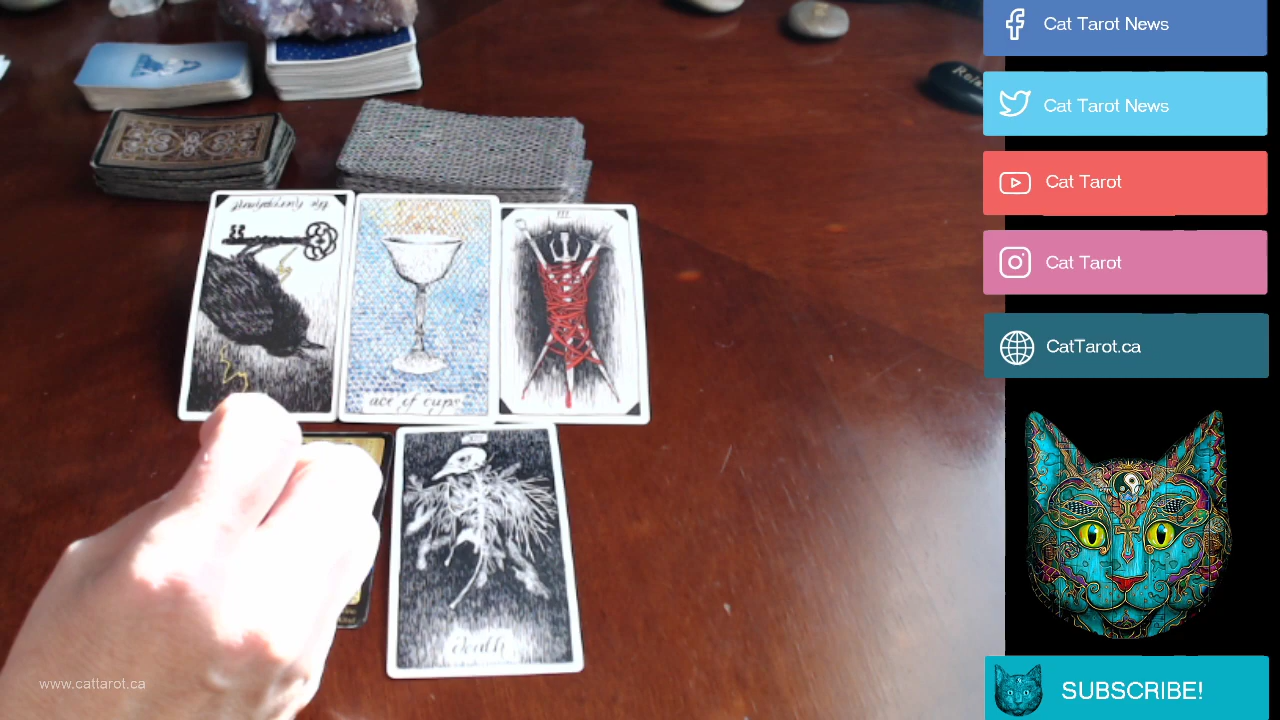 Cat Tarot News
Cat Tarot News
Cat Tarot
Cat Tarot
CatTarot.ca
SUBSCRIBE!
III
ace of cups
death
www.cattarot.ca